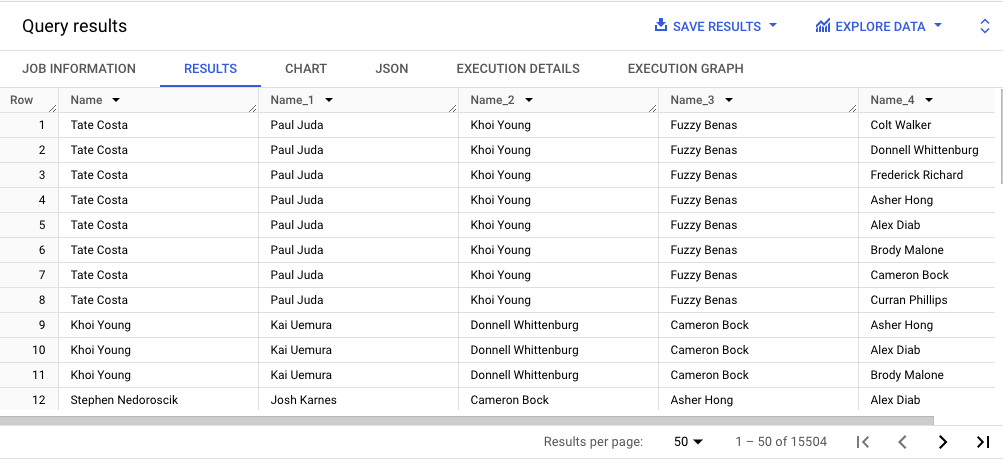 Query results SAVE RESULTS EXPLORE DATA
JOB INFORMATION RESULTS CHART JSON EXECUTION DETAILS EXECUTION GRAPH
Row Name Name_1 Name_2 Name_3 Name_4
1 Tate Costa Paul Juda Khoi Young Fuzzy Benas Colt Walker
2 Tate Costa Paul Juda Khoi Young Fuzzy Benas Donnell Whittenburg
3 Tate Costa Paul Juda Khoi Young Fuzzy Benas Frederick Richard
4 Tate Costa Paul Juda Khoi Young Fuzzy Benas Asher Hong
5 Tate Costa Paul Juda Khoi Young Fuzzy Benas Alex Diab
6 Tate Costa Paul Juda Khoi Young Fuzzy Benas Brody Malone
7 Tate Costa Paul Juda Khoi Young Fuzzy Benas Cameron Bock
8 Tate Costa Paul Juda Khoi Young Fuzzy Benas Curran Phillips
9 Khoi Young Kai Uemura Donnell Whittenburg Cameron Bock Asher Hong
10 Khoi Young Kai Uemura Donnell Whittenburg Cameron Bock Alex Diab
11 Khoi Young Kai Uemura Donnell Whittenburg Cameron Bock Brody Malone
12 Stephen Nedoroscik Josh Karnes Cameron Bock Asher Hong Alex Diab
Results per page: 50 1 – 50 of 15504